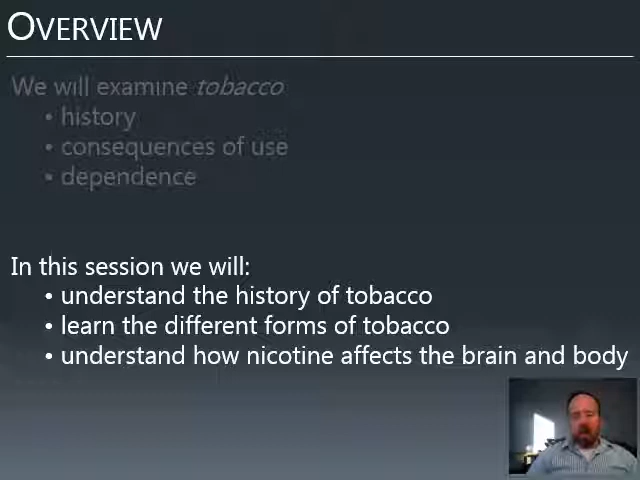 OVERVIEW
We will examine tobacco
• history
• consequences of use
• dependence
In this session we will:
• understand the history of tobacco
• learn the different forms of tobacco
• understand how nicotine affects the brain and body